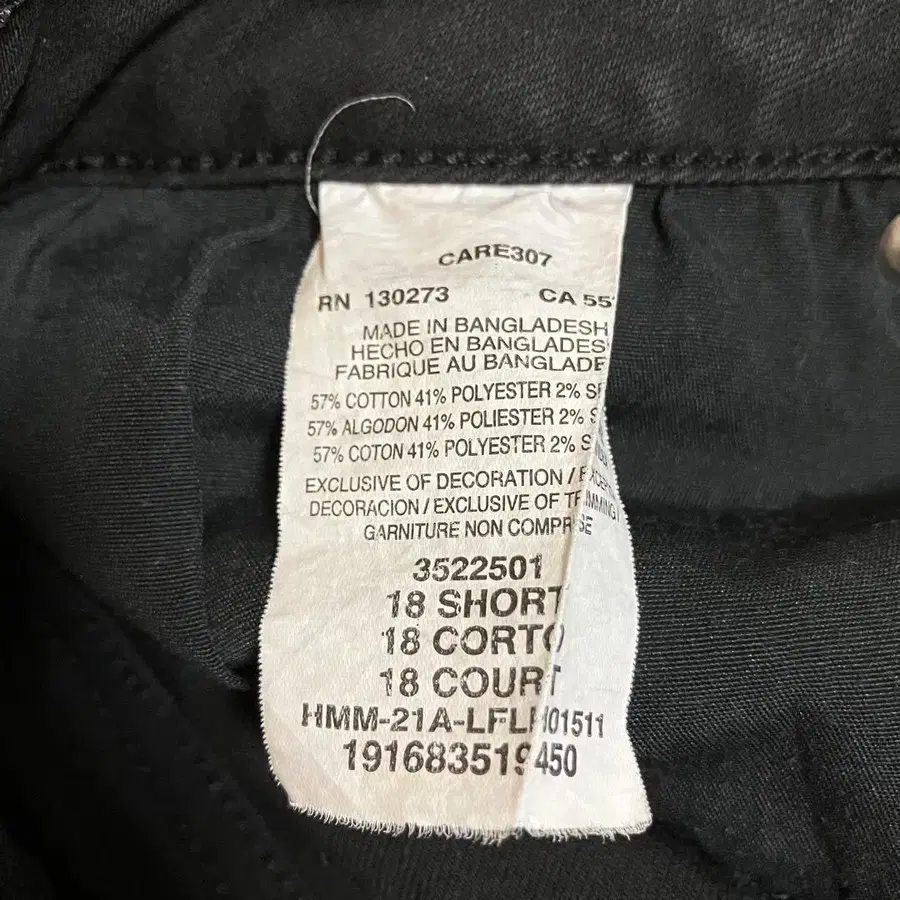 CARE307
RN 130273 CA 55
MADE IN BANGLADESH
HECHO EN BANGLADES
FABRIQUE AU BANGLADE
57% COTTON 41% POLYESTER 2% S
57% ALGODON 41% POLIESTER 2% S
57% COTON 41% POLYESTER 2% S
EXCLUSIVE OF DECORATION /
DECORACION / EXCLUSIVE OF TRIMMING /
GARNITURE NON COMPRISE
3522501
18 SHORT
18 CORTO
18 COURT
HMM-21A-LFLH01511
191683519450